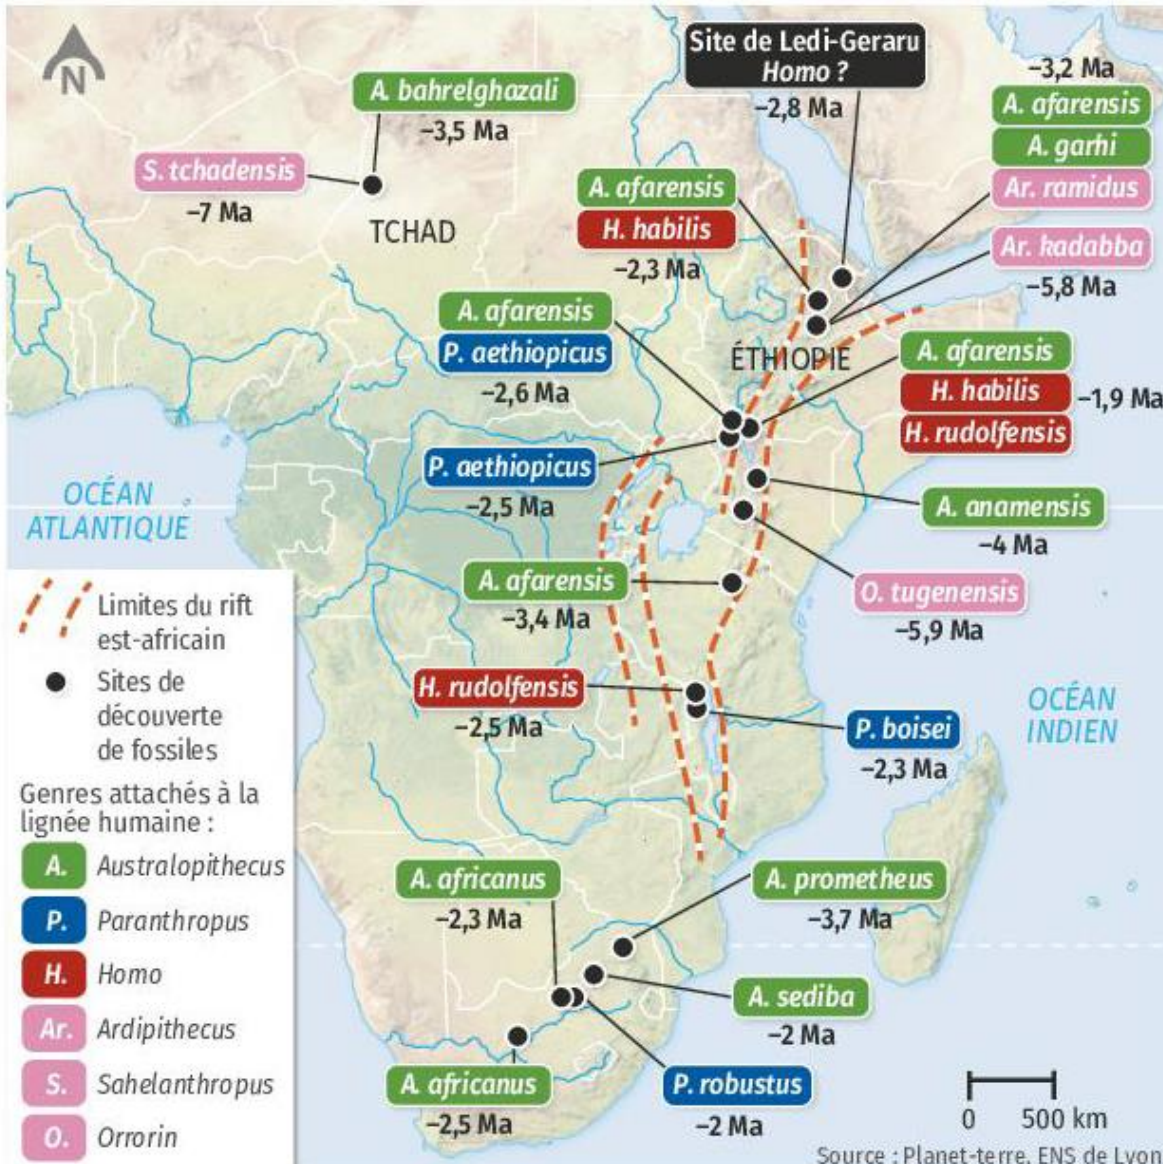 N
Site de Ledi-Geraru
Homo ?
–2,8 Ma
A. bahrelghazali
–3,5 Ma
S. tchadensis
–7 Ma
TCHAD
–3,2 Ma
A. afarensis
A. garhi
Ar. ramidus
A. afarensis
H. habilis
–2,3 Ma
Ar. kadabba
–5,8 Ma
A. afarensis
P. aethiopicus
–2,6 Ma
ÉTHIOPIE
A. afarensis
H. habilis
H. rudolfensis
–1,9 Ma
P. aethiopicus
–2,5 Ma
OCÉAN
ATLANTIQUE
A. anamensis
–4 Ma
A. afarensis
–3,4 Ma
O. tugenensis
–5,9 Ma
H. rudolfensis
–2,5 Ma
OCÉAN
INDIEN
P. boisei
–2,3 Ma
A. africanus
–2,3 Ma
A. prometheus
–3,7 Ma
A. sediba
–2 Ma
A. africanus
–2,5 Ma
P. robustus
–2 Ma
Limites du rift
est-africain
Sites de
découverte
de fossiles
Genres attachés à la
lignée humaine :
A. Australopithecus
P. Paranthropus
H. Homo
Ar. Ardipithecus
S. Sahelanthropus
O. Orrorin
0 500 km
Source : Planet-terre, ENS de Lyon